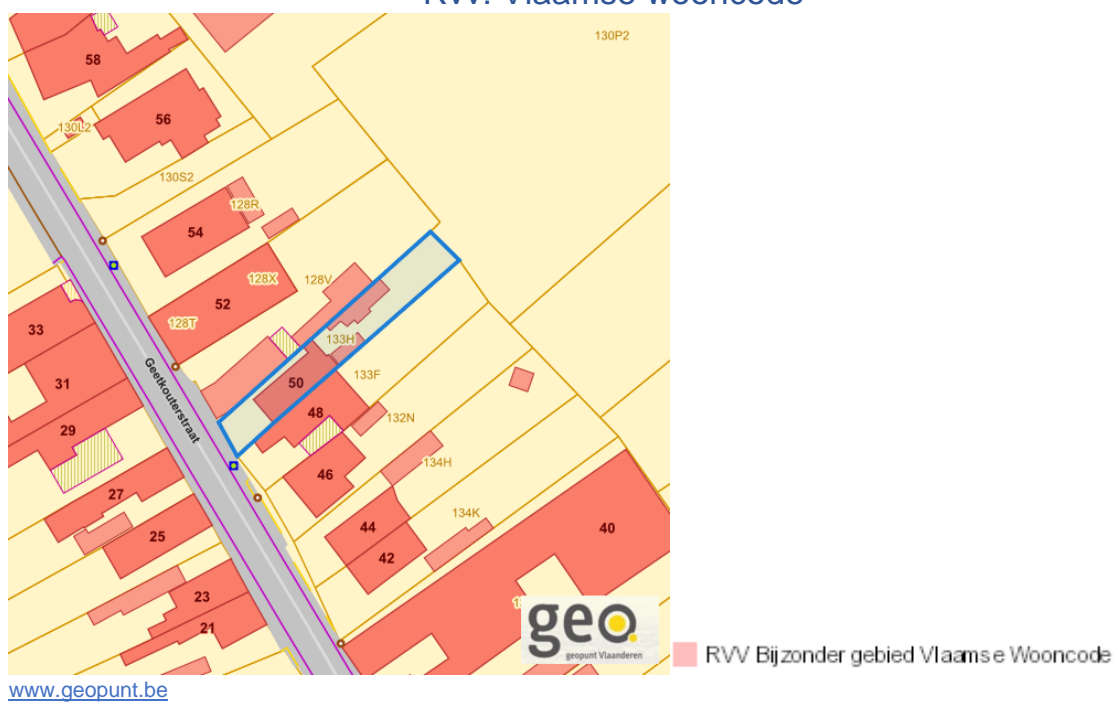 RVV: Vlaamse wooncode
130P2
58
56
130L2
130S2
128R
54
128X
128V
52
128T
133H
33
Geetkouterstraat
50
133F
31
48
132N
29
134H
46
27
134K
44
40
25
42
23
21
geo
geopunt Vlaanderen
RVV Bijzonder gebied Vlaamse Wooncode
www.geopunt.be